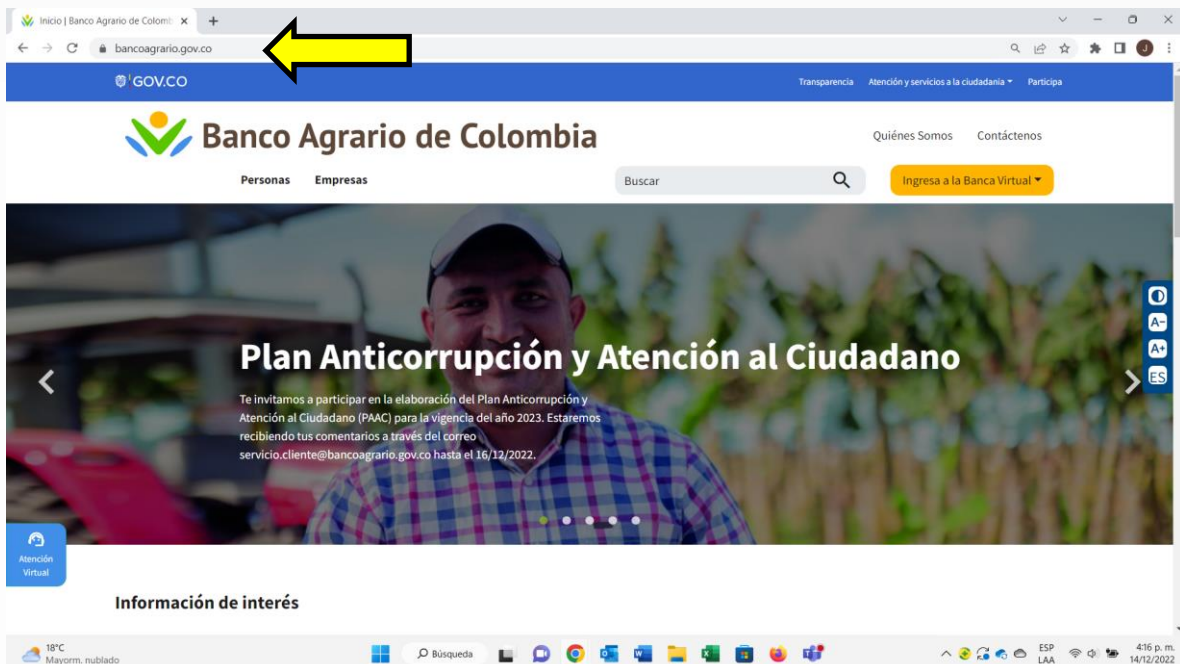 Inicio | Banco Agrario de Colomb
bancoagrario.gov.co
J
GOV.CO
Transparencia Atención y servicios a la ciudadania Participa
Banco Agrario de Colombia
Quiénes Somos Contáctenos
Personas Empresas
Buscar
Ingresa a la Banca Virtual
A-
A+
ES
Plan Anticorrupción y Atención al Ciudadano
Te invitamos a participar en la elaboración del Plan Anticorrupción y
Atención al Ciudadano (PAAC) para la vigencia del año 2023. Estaremos
recibiendo tus comentarios a través del correo
servicio.cliente@bancoagrario.gov.co hasta el 16/12/2022.
Atención
Virtual
Información de interés
18°C
Mayorm. nublado
Búsqueda
ESP
LAA
4:16 p. m.
14/12/2022